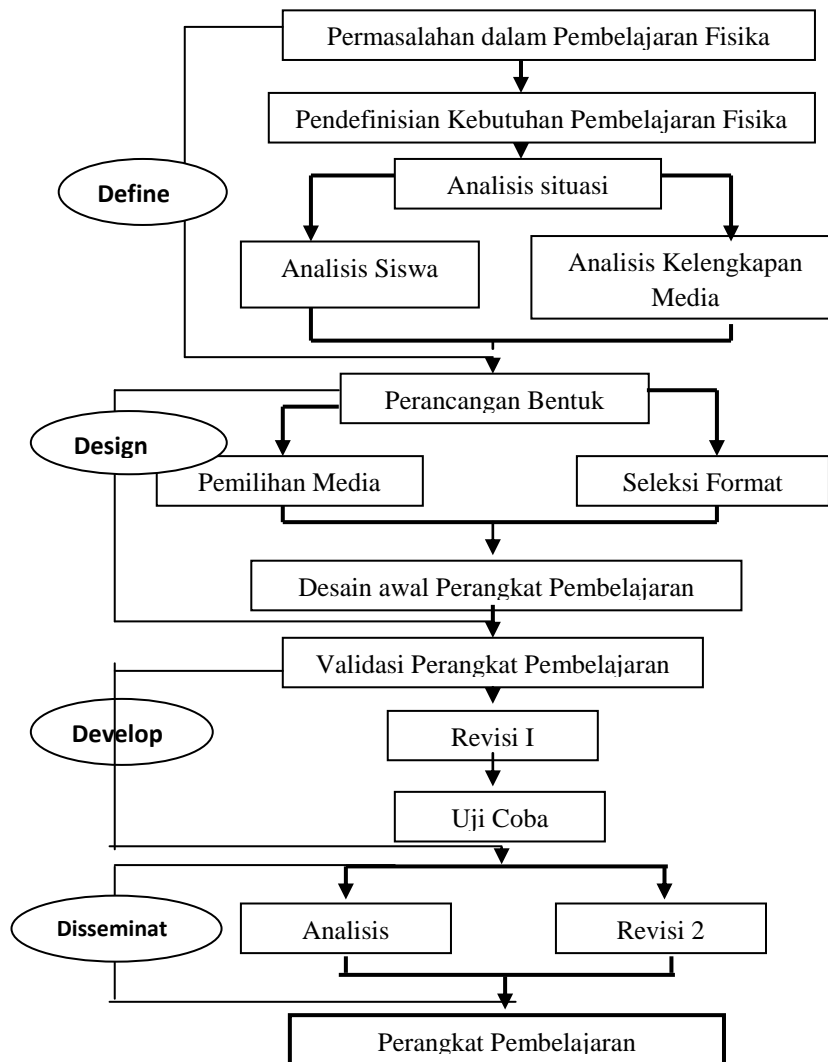 Permasalahan dalam Pembelajaran Fisika
Pendefinisian Kebutuhan Pembelajaran Fisika
Analisis situasi
Define
Analisis Siswa
Analisis Kelengkapan
Media
Perancangan Bentuk
Design
Pemilihan Media
Seleksi Format
Desain awal Perangkat Pembelajaran
Validasi Perangkat Pembelajaran
Develop
Revisi I
Uji Coba
Disseminat
Analisis
Revisi 2
Perangkat Pembelajaran